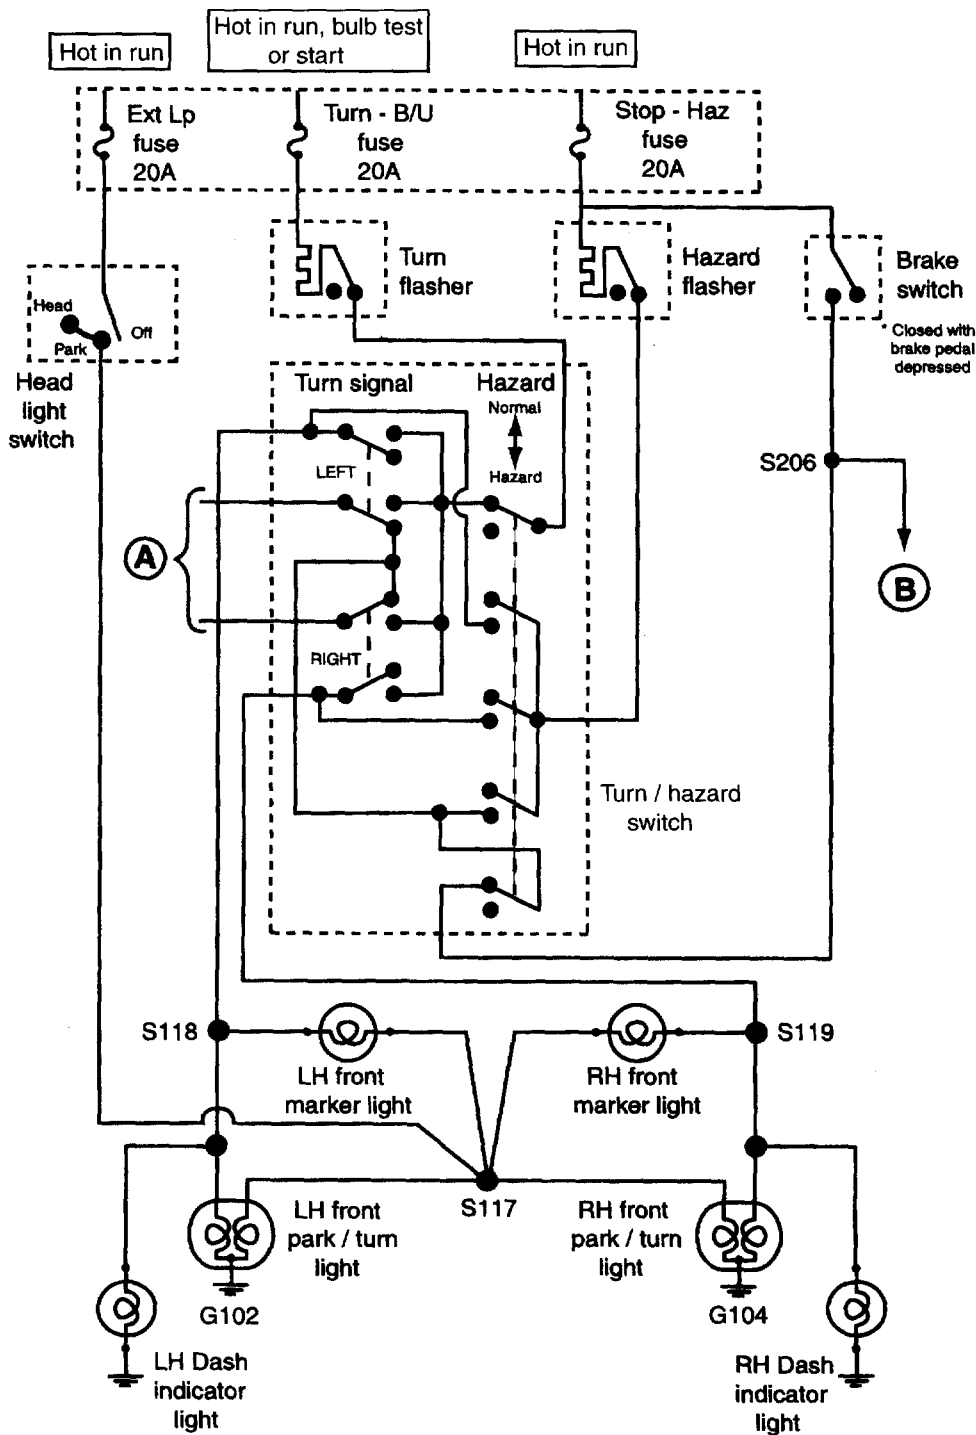 Hot in run
Hot in run, bulb test
or start
Hot in run
Ext Lp
fuse
20A
Turn - B/U
fuse
20A
Stop - Haz
fuse
20A
Turn
flasher
Hazard
flasher
Brake
switch
* Closed with
brake pedal
depressed
Head
Park
Off
Head
light
switch
Turn signal
Hazard
Normal
Hazard
LEFT
RIGHT
A
S206
B
Turn / hazard
switch
S118
LH front
marker light
RH front
marker light
S119
S117
LH front
park / turn
light
RH front
park / turn
light
G102
G104
LH Dash
indicator
light
RH Dash
indicator
light